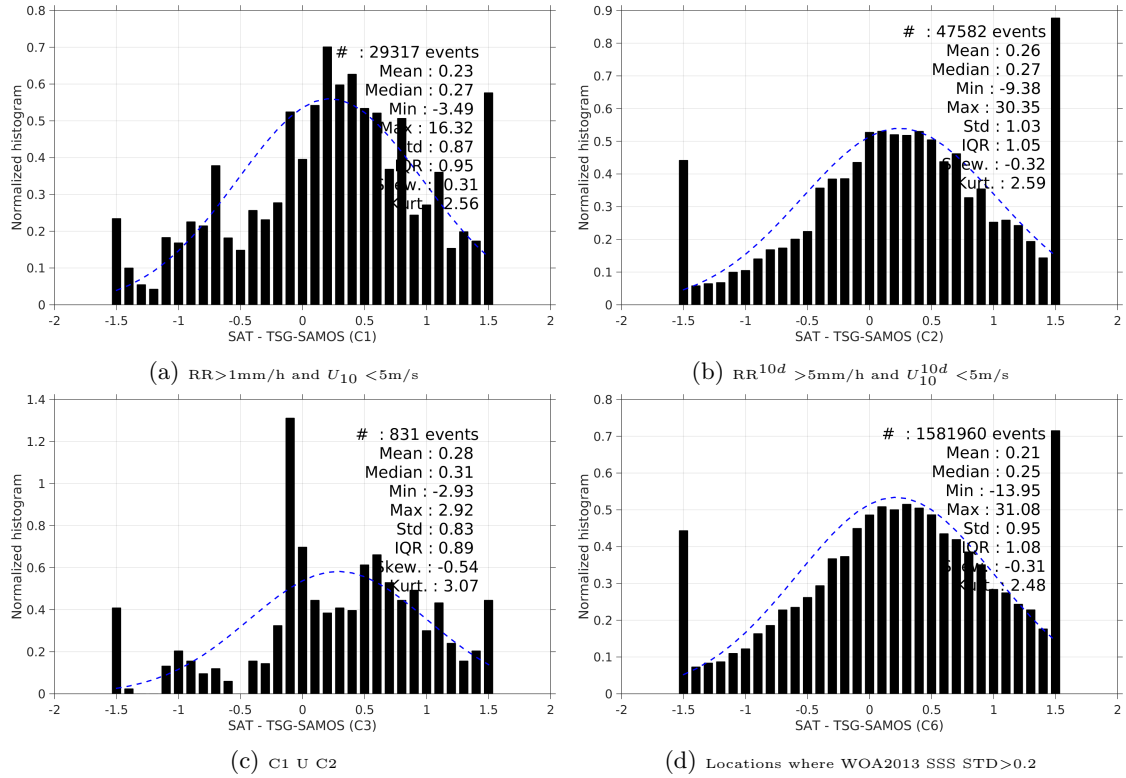 0.8
0.7
0.6
0.5
0.4
0.3
0.2
0.1
0
Normalized histogram
# : 29317 events
Mean : 0.23
Median : 0.27
Min : -3.49
Max : 16.32
Std : 0.87
IQR : 0.95
Skew. : -0.31
Kurt. : 2.56
-2 -1.5 -1 -0.5 0 0.5 1 1.5 2
SAT - TSG-SAMOS (C1)
(a) RR>1mm/h and U10 <5m/s
0.9
0.8
0.7
0.6
0.5
0.4
0.3
0.2
0.1
0
Normalized histogram
# : 47582 events
Mean : 0.26
Median : 0.27
Min : -9.38
Max : 30.35
Std : 1.03
IQR : 1.05
Skew. : -0.32
Kurt. : 2.59
-2 -1.5 -1 -0.5 0 0.5 1 1.5 2
SAT - TSG-SAMOS (C2)
(b) RR10d >5mm/h and U10d10 <5m/s
1.4
1.2
1
0.8
0.6
0.4
0.2
0
Normalized histogram
# : 831 events
Mean : 0.28
Median : 0.31
Min : -2.93
Max : 2.92
Std : 0.83
IQR : 0.89
Skew. : -0.54
Kurt. : 3.07
-2 -1.5 -1 -0.5 0 0.5 1 1.5 2
SAT - TSG-SAMOS (C3)
(c) C1 U C2
0.8
0.7
0.6
0.5
0.4
0.3
0.2
0.1
0
Normalized histogram
# : 1581960 events
Mean : 0.21
Median : 0.25
Min : -13.95
Max : 31.08
Std : 0.95
IQR : 1.08
Skew. : -0.31
Kurt. : 2.48
-2 -1.5 -1 -0.5 0 0.5 1 1.5 2
SAT - TSG-SAMOS (C6)
(d) Locations where WOA2013 SSS STD>0.2